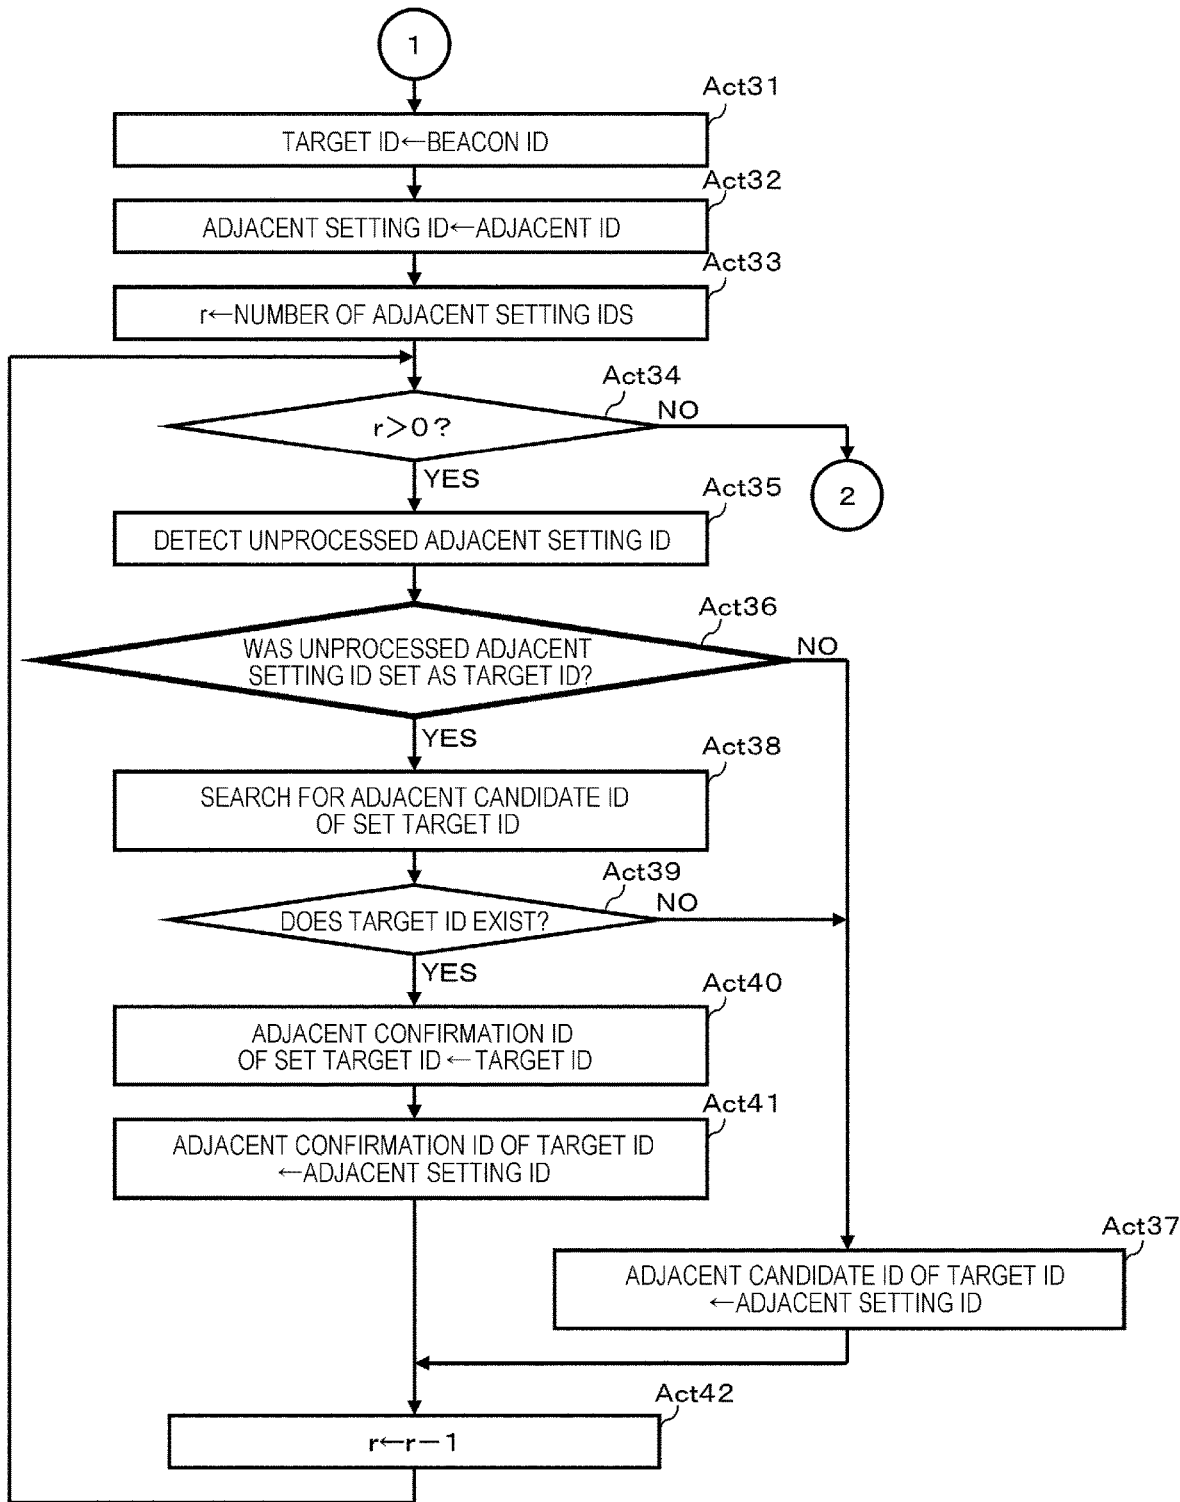 1
Act31
TARGET ID←BEACON ID
Act32
ADJACENT SETTING ID←ADJACENT ID
Act33
r←NUMBER OF ADJACENT SETTING IDS
Act34
r>0?
NO
YES
2
Act35
DETECT UNPROCESSED ADJACENT SETTING ID
Act36
WAS UNPROCESSED ADJACENT
SETTING ID SET AS TARGET ID?
NO
YES
Act38
SEARCH FOR ADJACENT CANDIDATE ID
OF SET TARGET ID
Act39
DOES TARGET ID EXIST?
NO
YES
Act40
ADJACENT CONFIRMATION ID
OF SET TARGET ID ← TARGET ID
Act41
ADJACENT CONFIRMATION ID OF TARGET ID
←ADJACENT SETTING ID
Act37
ADJACENT CANDIDATE ID OF TARGET ID
←ADJACENT SETTING ID
Act42
r←r−1